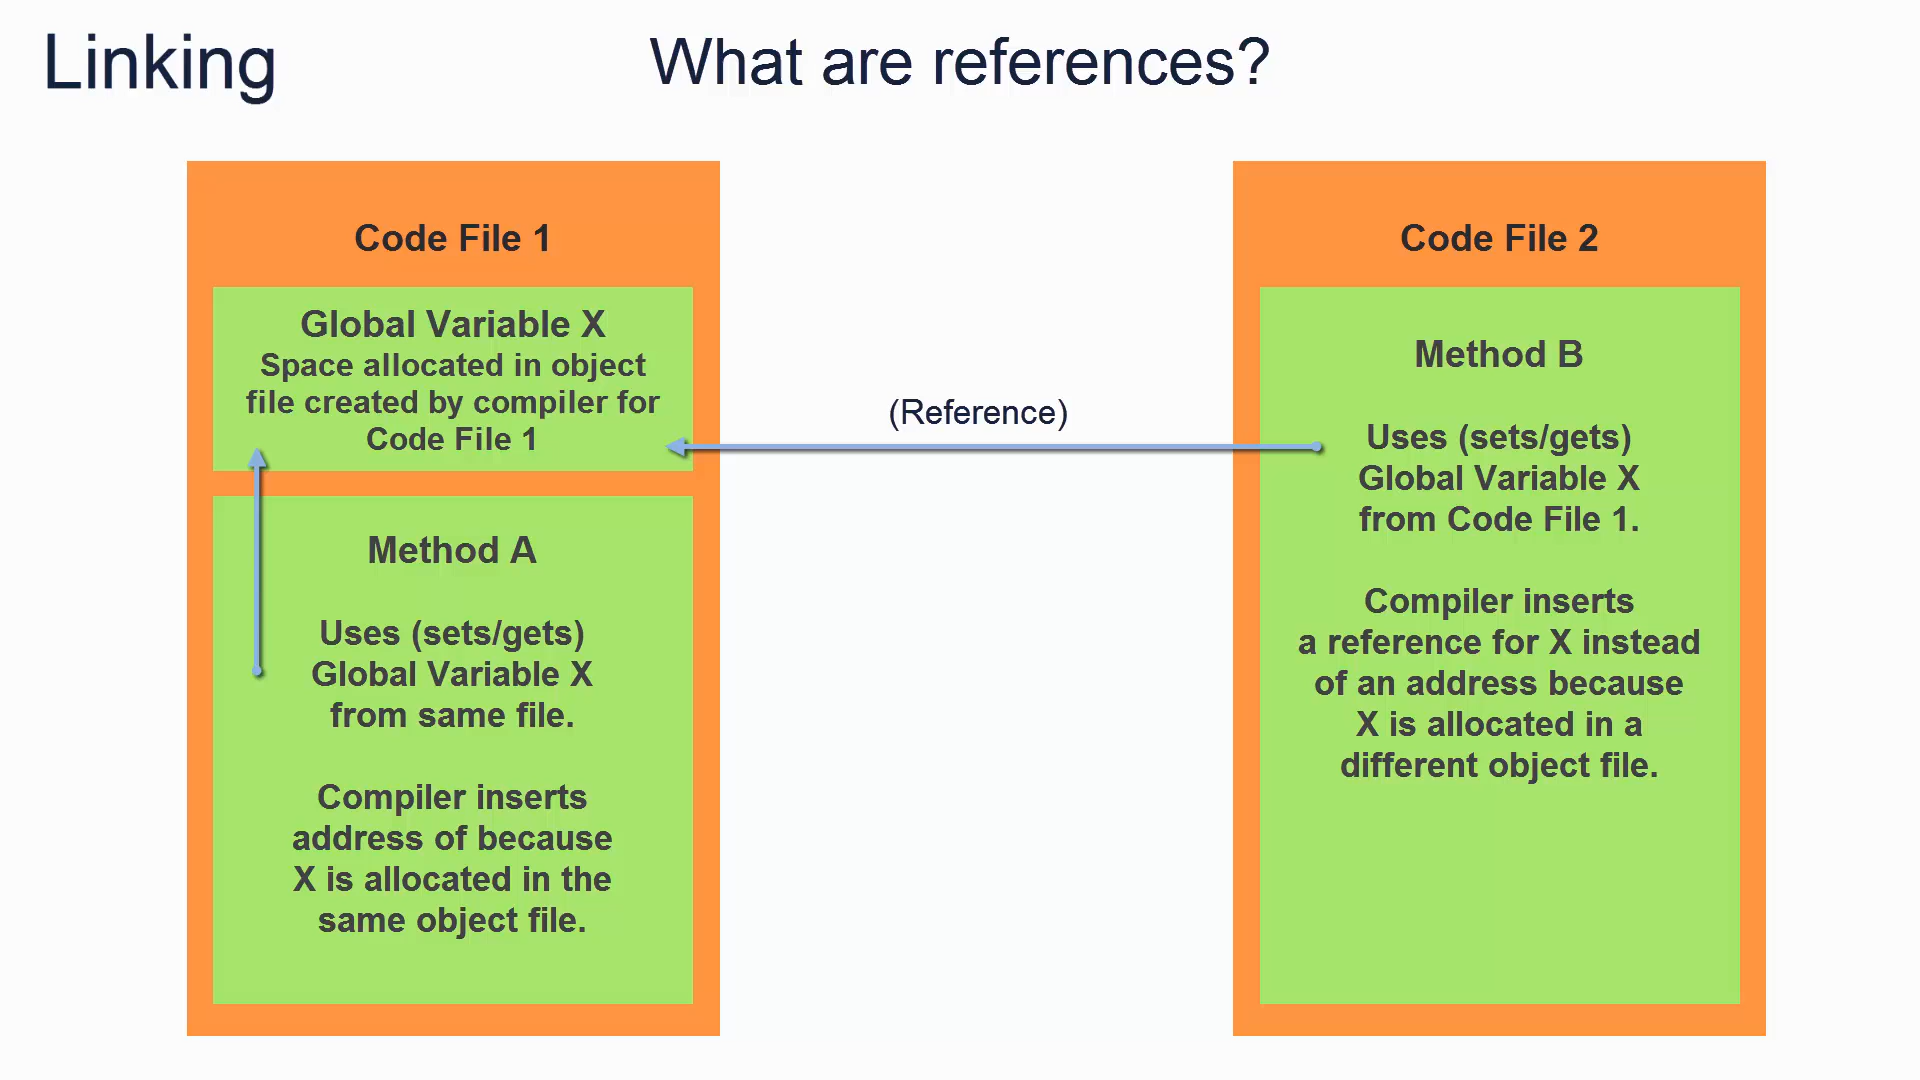 Linking
What are references?
Code File 1
Global Variable X
Space allocated in object
file created by compiler for
Code File 1
Method A
Uses (sets/gets)
Global Variable X
from same file.
Compiler inserts
address of because
X is allocated in the
same object file.
(Reference)
Code File 2
Method B
Uses (sets/gets)
Global Variable X
from Code File 1.
Compiler inserts
a reference for X instead
of an address because
X is allocated in a
different object file.